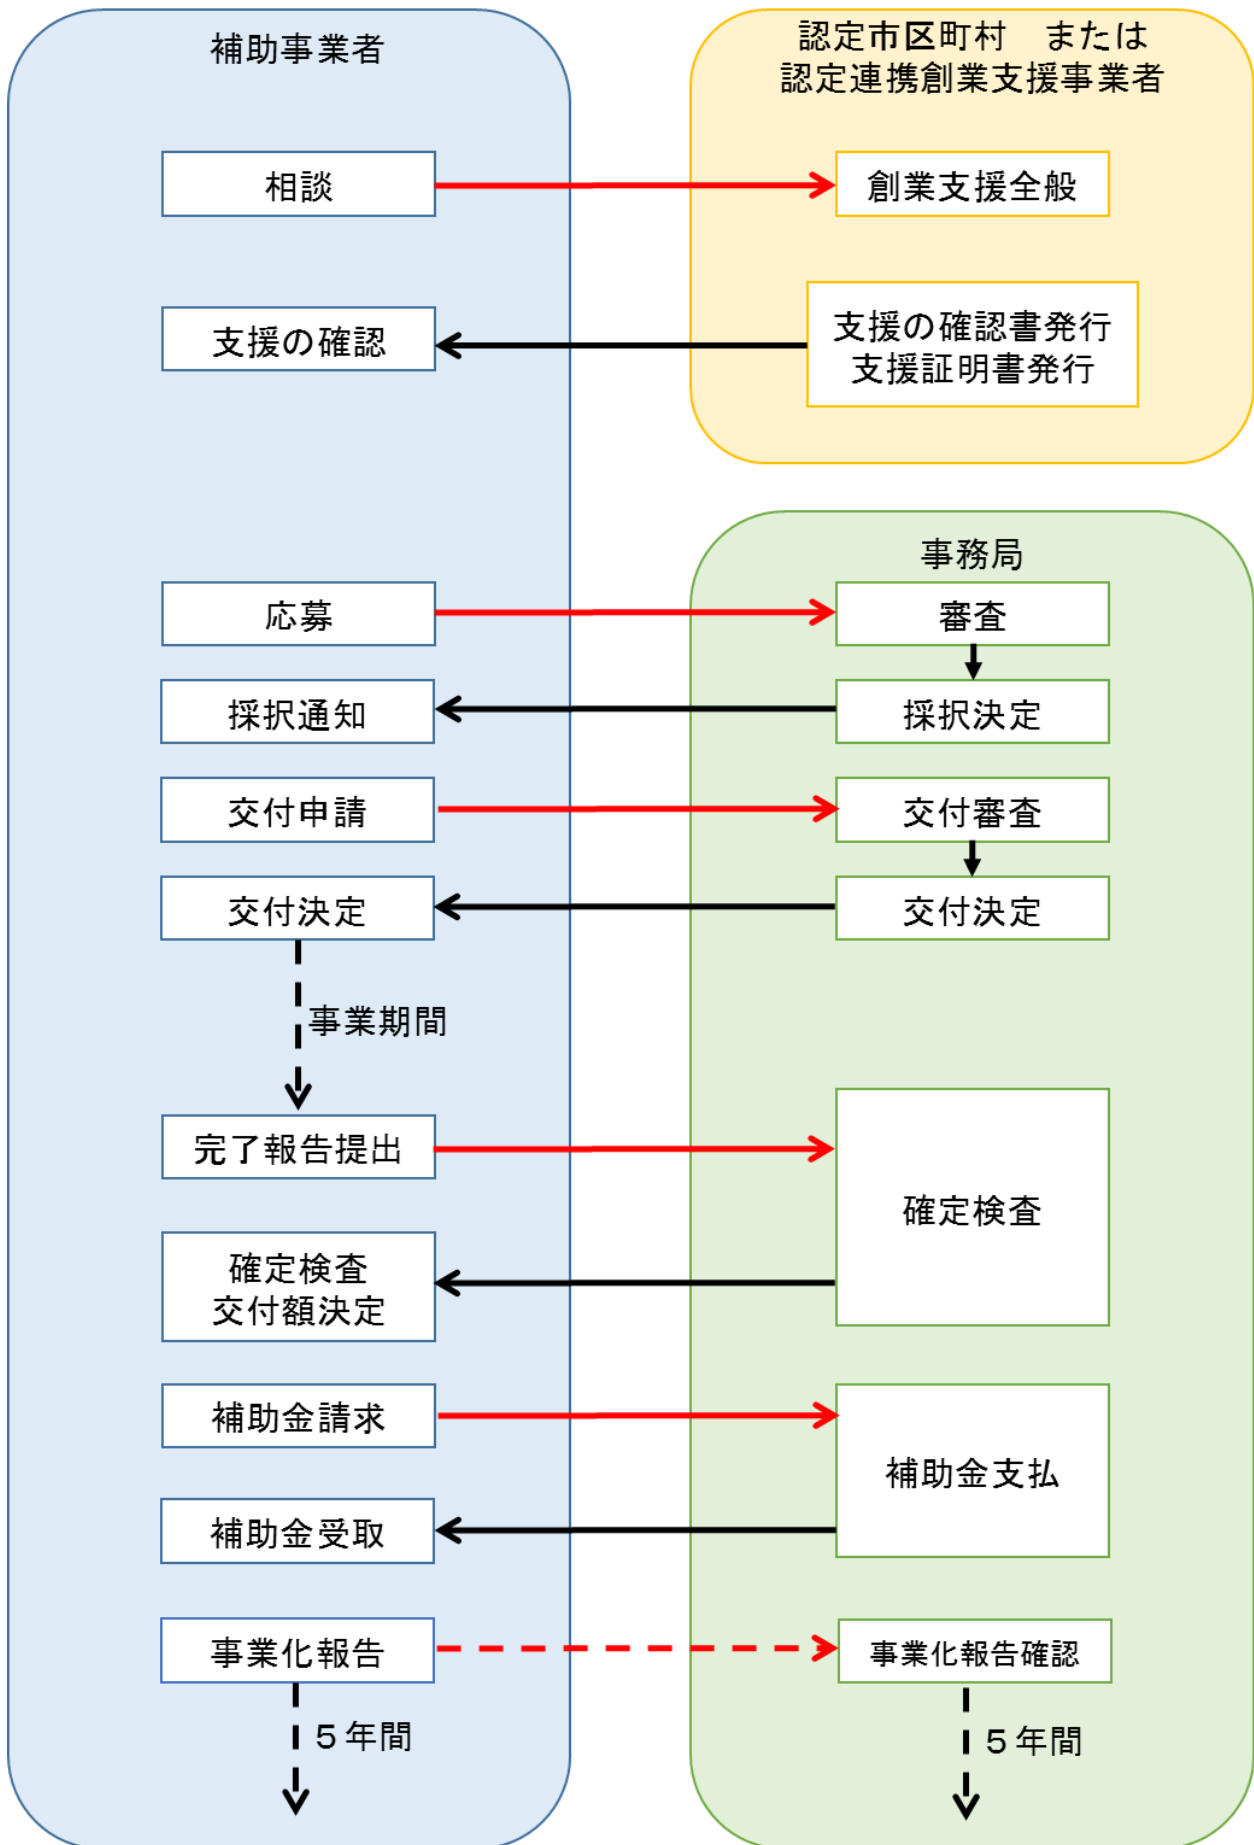 補助事業者
認定市区町村　または
認定連携創業支援事業者
相談
創業支援全般
支援の確認
支援の確認書発行
支援証明書発行
事務局
応募
審査
採択通知
採択決定
交付申請
交付審査
交付決定
交付決定
事業期間
完了報告提出
確定検査
確定検査
交付額決定
補助金請求
補助金支払
補助金受取
事業化報告
事業化報告確認
５年間
５年間